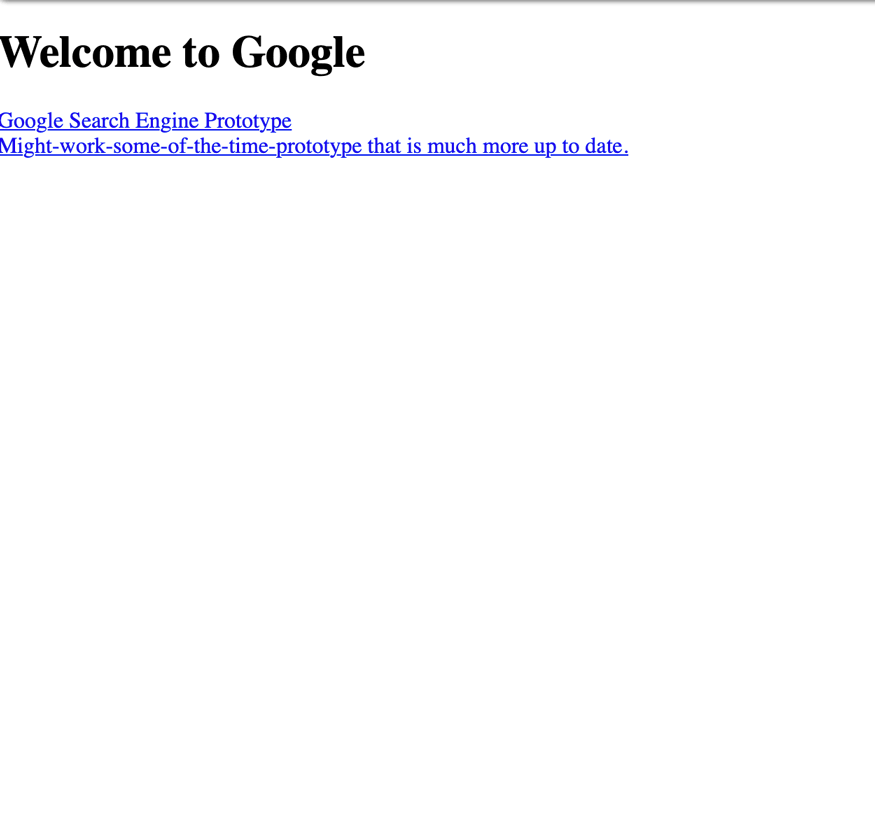 Welcome to Google
Google Search Engine Prototype
Might-work-some-of-the-time-prototype that is much more up to date.